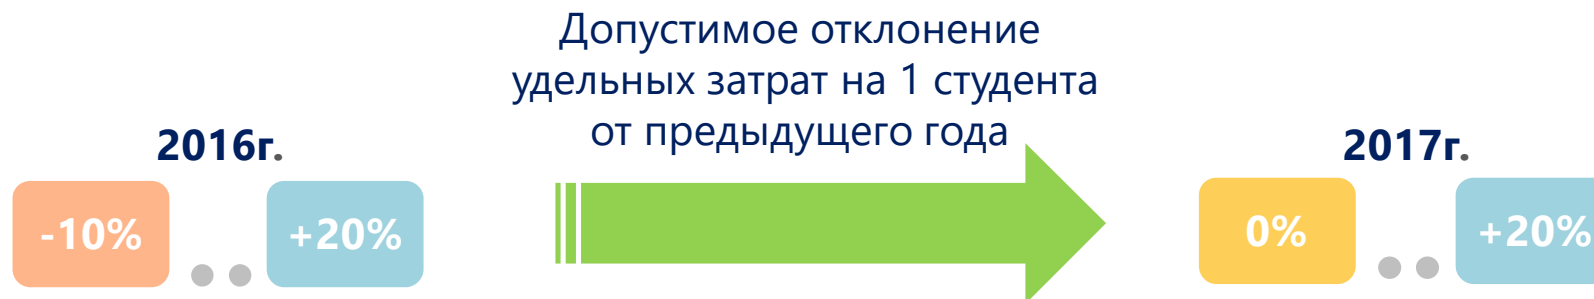 Допустимое отклонение
удельных затрат на 1 студента
от предыдущего года
2016г.
-10% +20%
2017г.
0% +20%